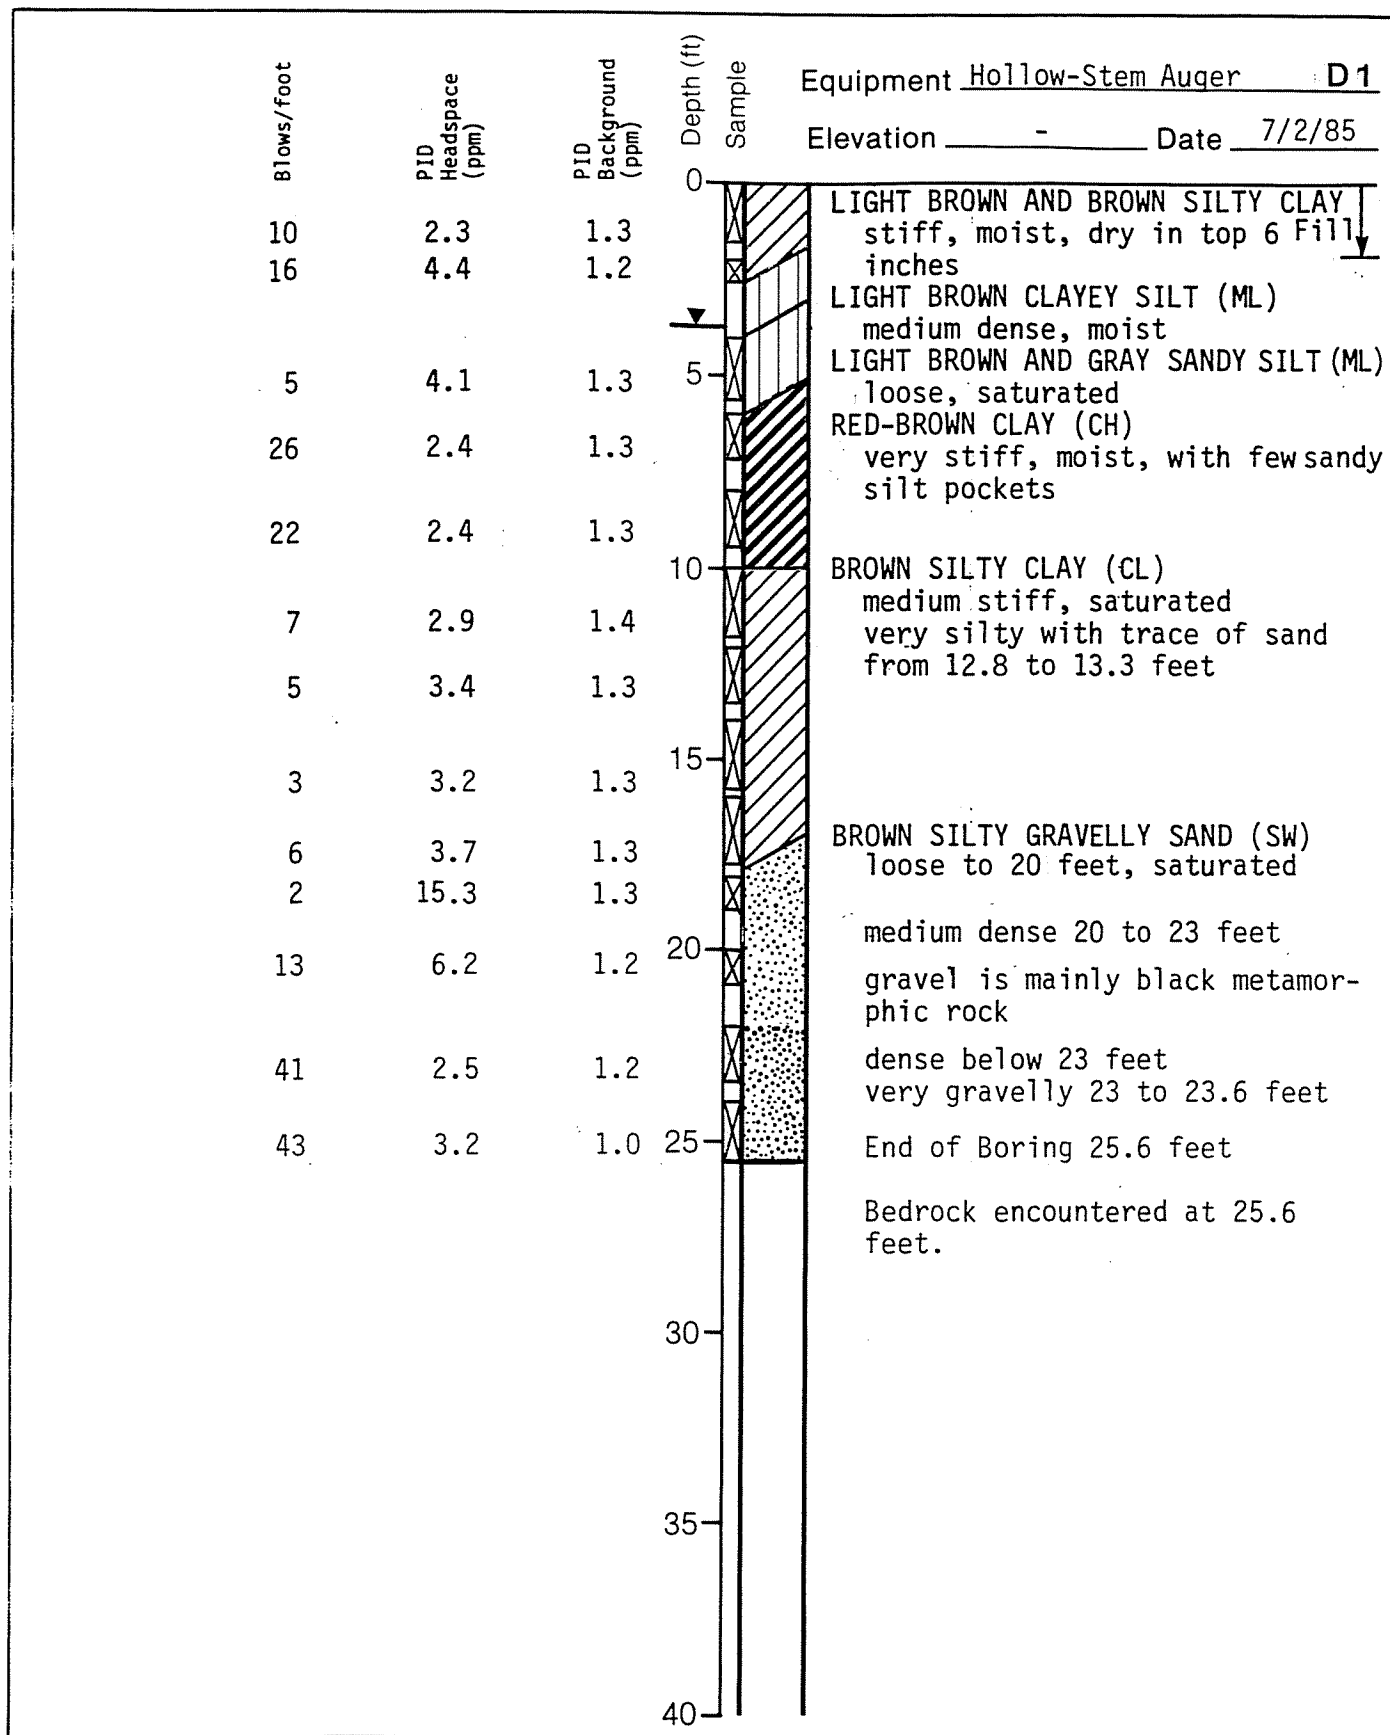 Blows/foot
PID
Headspace
(ppm)
PID
Background
(ppm)
Depth (ft)
Sample
Equipment Hollow-Stem Auger D1
Elevation - Date 7/2/85
0
LIGHT BROWN AND BROWN SILTY CLAY
10 2.3 1.3 stiff, moist, dry in top 6 Fill
16 4.4 1.2 inches
LIGHT BROWN CLAYEY SILT (ML)
medium dense, moist
LIGHT BROWN AND GRAY SANDY SILT (ML)
5 4.1 1.3 5 loose, saturated
RED-BROWN CLAY (CH)
26 2.4 1.3 very stiff, moist, with few sandy
silt pockets
22 2.4 1.3
10 BROWN SILTY CLAY (CL)
medium stiff, saturated
7 2.9 1.4 very silty with trace of sand
from 12.8 to 13.3 feet
5 3.4 1.3
15
3 3.2 1.3
BROWN SILTY GRAVELLY SAND (SW)
6 3.7 1.3 loose to 20 feet, saturated
2 15.3 1.3
medium dense 20 to 23 feet
20
13 6.2 1.2 gravel is mainly black metamor-
phic rock
dense below 23 feet
41 2.5 1.2 very gravelly 23 to 23.6 feet
43 3.2 1.0 25 End of Boring 25.6 feet
Bedrock encountered at 25.6
feet.
30
35
40